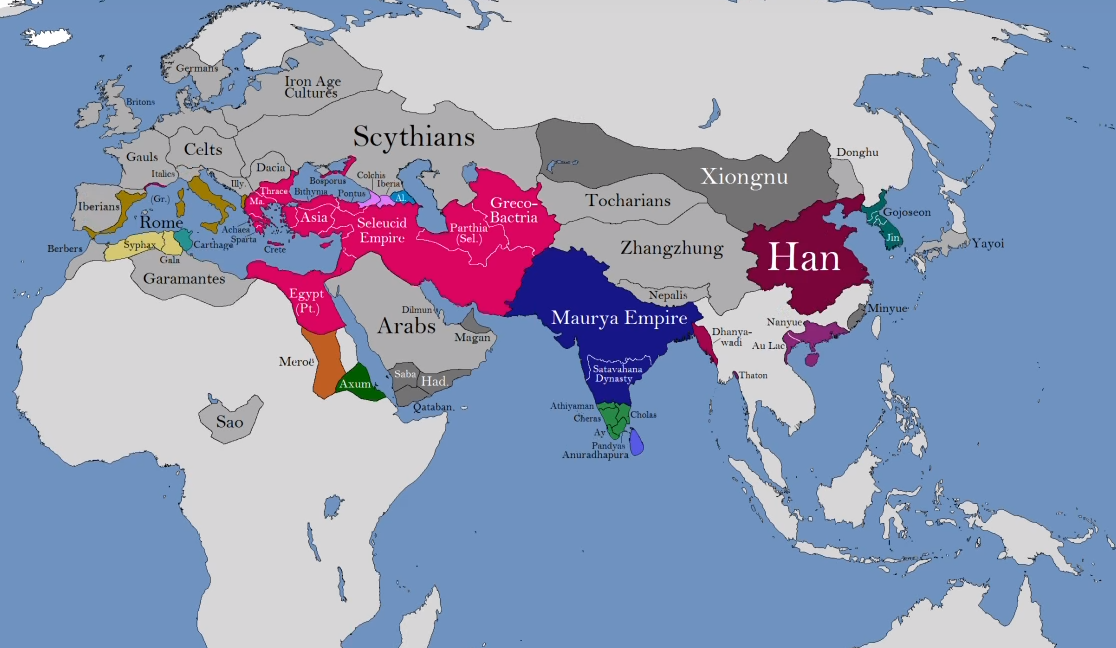 Germans
Iron Age
Cultures
Britons
Scythians
Gauls
Celts
Donghu
Italics
Dacia
Colchis
Iberia
Xiongnu
Illy.
Bosporus
Thrace
Bithynia
Pontus
Al.
(Gr.)
Ma.
Iberians
Rome
Asia
Seleucid
Empire
Greco-
Bactria
Tocharians
Gojoseon
Parthia
(Sel.)
Achaea
Sparta
Jin
Berbers
Syphax
Carthage
Crete
Zhangzhung
Han
Yayoi
Gaia
Garamantes
Egypt
(Pt.)
Nepalis
Dilmun
Arabs
Magan
Maurya Empire
Minyue
Nanyue
Dhanya-
wadi
Au Lac
Meroë
Axum
Saba
Had.
Satavahana
Dynasty
Thaton
Qataban.
Athiyaman
Cheras
Cholas
Sao
Ay
Pandyas
Anuradhapura